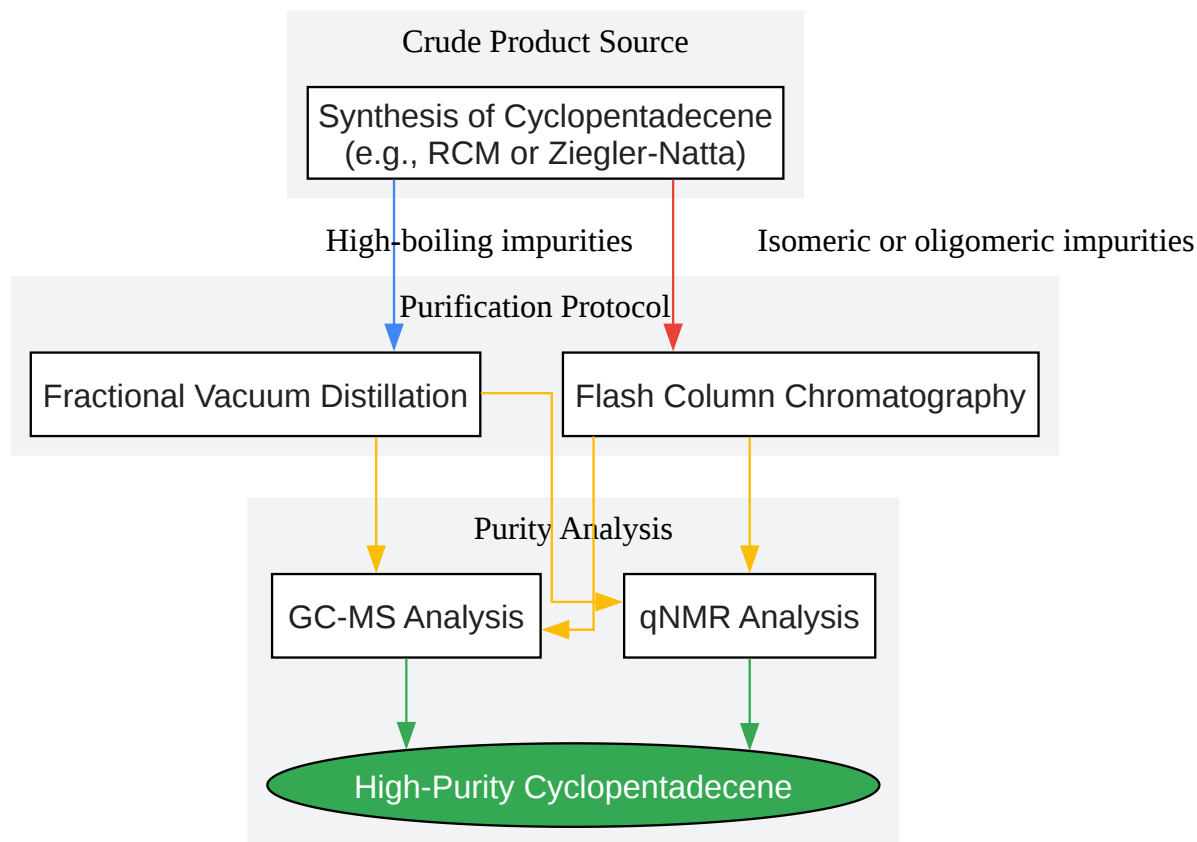 Crude Product Source
Synthesis of Cyclopentadecene
(e.g., RCM or Ziegler-Natta)
High-boiling impurities
Isomeric or oligomeric impurities
Purification Protocol
Fractional Vacuum Distillation
Flash Column Chromatography
Purity Analysis
GC-MS Analysis
qNMR Analysis
High-Purity Cyclopentadecene